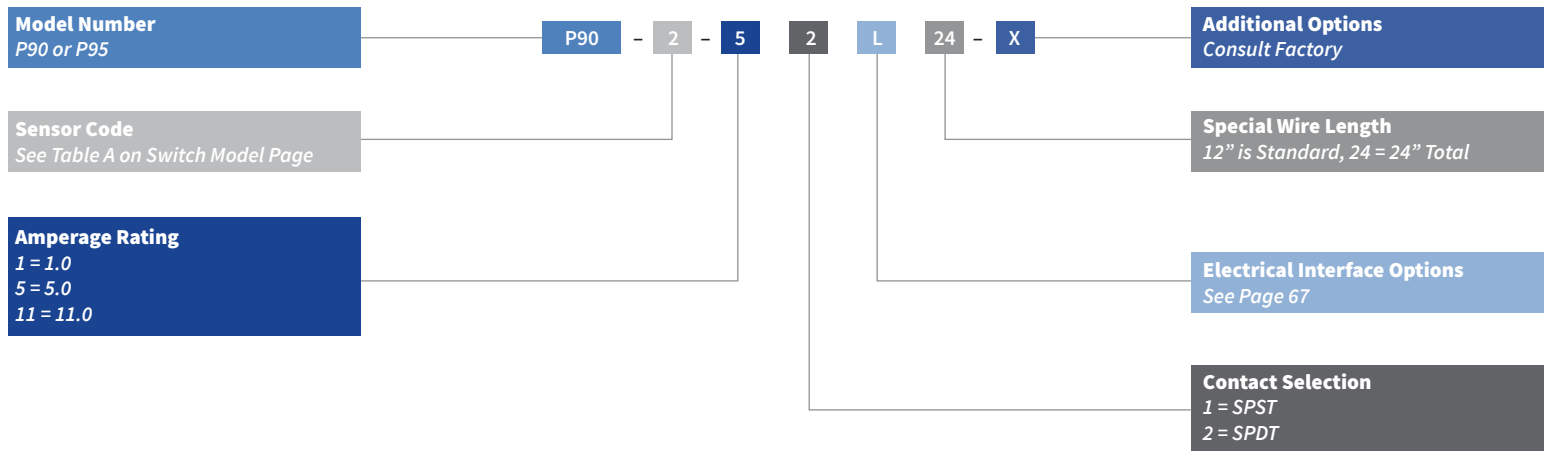 Model Number
P90 or P95
P90 – 2 – 5 2 L 24 – X
Additional Options
Consult Factory
Sensor Code
See Table A on Switch Model Page
Special Wire Length
12” is Standard, 24 = 24” Total
Amperage Rating
1 = 1.0
5 = 5.0
11 = 11.0
Electrical Interface Options
See Page 67
Contact Selection
1 = SPST
2 = SPDT